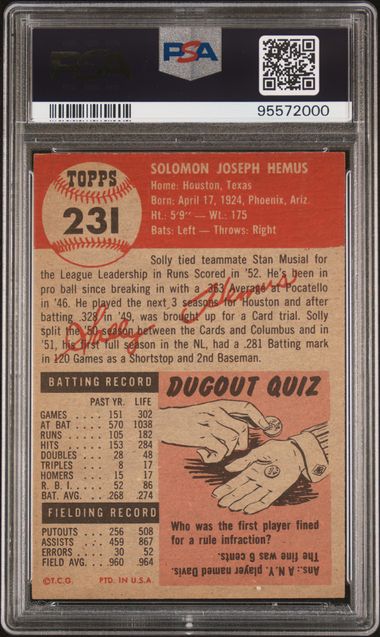 PSA
PSA
95572000
TOPPS
231
SOLOMON JOSEPH HEMUS
Home: Houston, Texas
Born: April 17, 1924, Phoenix, Ariz.
Ht.: 5'9" — Wt.: 175
Bats: Left - Throws: Right
Solly tied teammate Stan Musial for
the League Leadership in Runs Scored in '52. He's been in
pro ball since breaking in with a .363 Average at Pocatello
in '46. He played the next 3 seasons for Houston and after
batting .328 in '49, was brought up for a Card trial. Solly
split the '50 season between the Cards and Columbus and in
'51, his first full season in the NL, had a .281 Batting mark
in 120 Games as a Shortstop and 2nd Baseman.
Solly Hemus
BATTING RECORD
PAST YR. LIFE
GAMES 151 302
AT BAT 570 1038
RUNS 105 182
HITS 153 284
DOUBLES 28 48
TRIPLES 8 17
HOMERS 15 17
R. B. I. 52 86
BAT. AVG. .268 .274
FIELDING RECORD
PUTOUTS 256 508
ASSISTS 459 867
ERRORS 30 52
FIELD AVG. .960 .964
©T.C.G. PTD. IN U.S.A.
DUGOUT QUIZ
Who was the first player fined
for a rule infraction?
Ans.: A N.Y. player named Davis.
The fine was 6 cents.